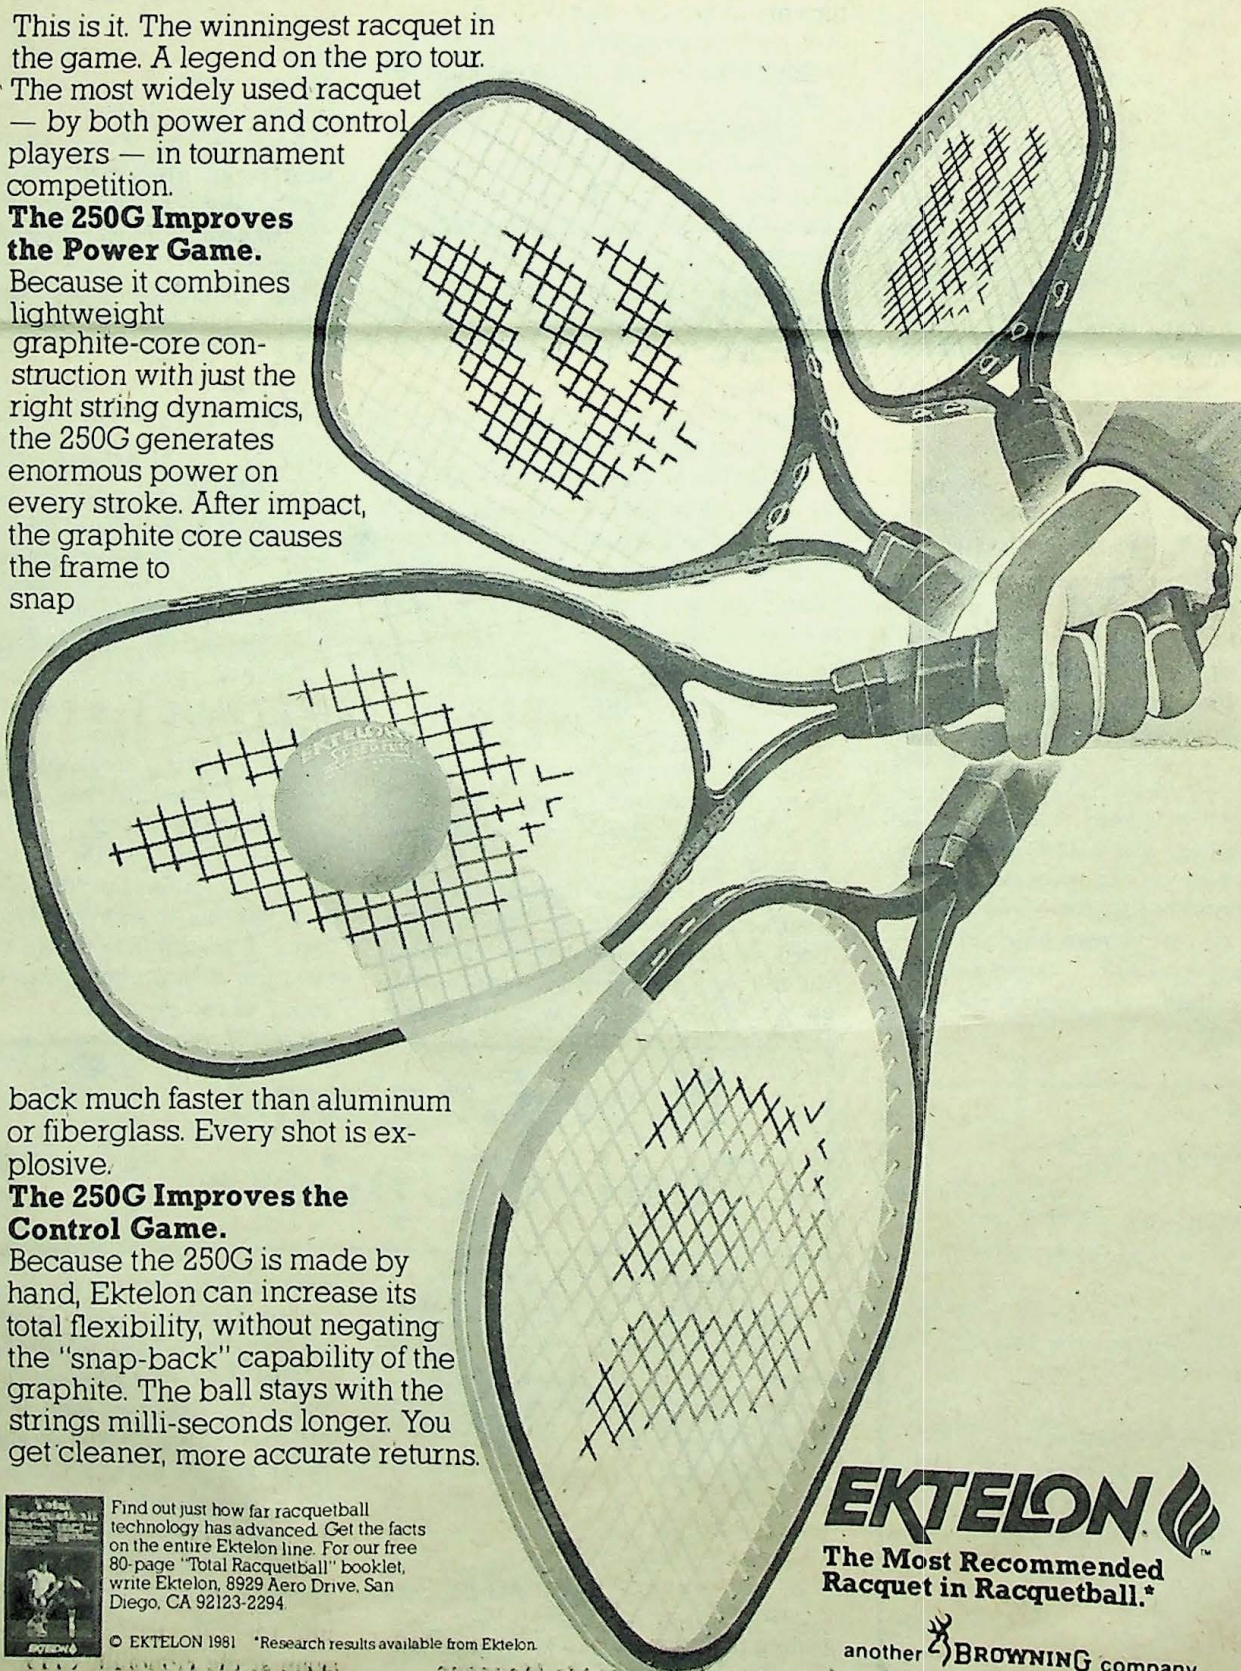 This is it. The winningest racquet in
the game. A legend on the pro tour.
The most widely used racquet
— by both power and control
players — in tournament
competition.
The 250G Improves
the Power Game.
Because it combines
lightweight
graphite-core con-
struction with just the
right string dynamics,
the 250G generates
enormous power on
every stroke. After impact,
the graphite core causes
the frame to
snap
EKTELON
back much faster than aluminum
or fiberglass. Every shot is ex-
plosive.
The 250G Improves the
Control Game.
Because the 250G is made by
hand, Ektelon can increase its
total flexibility, without negating
the "snap-back" capability of the
graphite. The ball stays with the
strings milli-seconds longer. You
get cleaner, more accurate returns.
Total
Racquetball
EKTELON
Find out just how far racquetball
technology has advanced. Get the facts
on the entire Ektelon line. For our free
80-page "Total Racquetball" booklet,
write Ektelon, 8929 Aero Drive, San
Diego, CA 92123-2294.
© EKTELON 1981 *Research results available from Ektelon.
EKTELON ™
The Most Recommended
Racquet in Racquetball.*
another BROWNING company